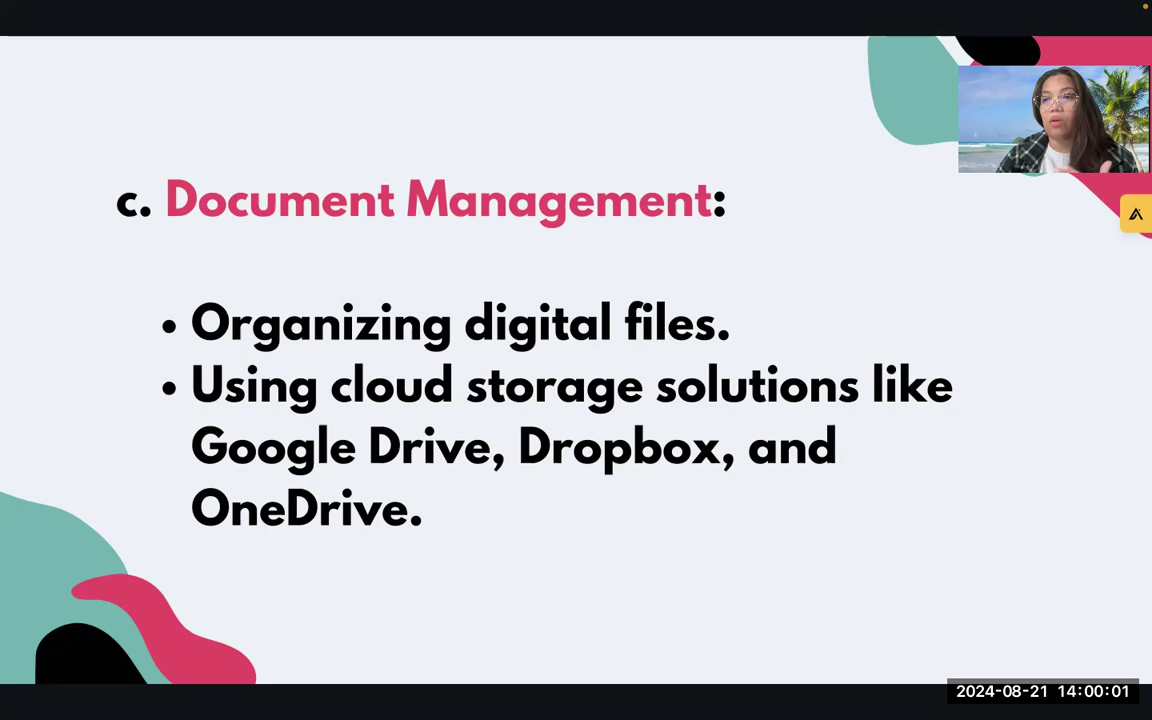 c. Document Management:
• Organizing digital files.
• Using cloud storage solutions like
Google Drive, Dropbox, and
OneDrive.
2024-08-21 14:00:01